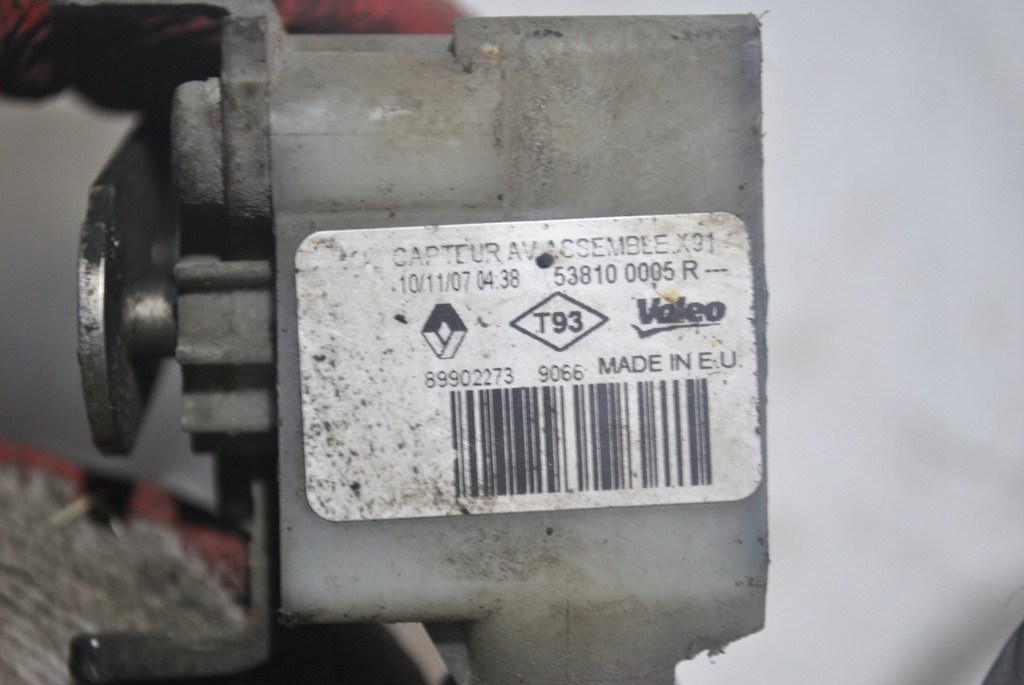 CAPTEUR AV ASSEMBLE X91
10/11/07 04:38 53810 0005 R ---
T93 Valeo
89902273 9066 MADE IN E.U.